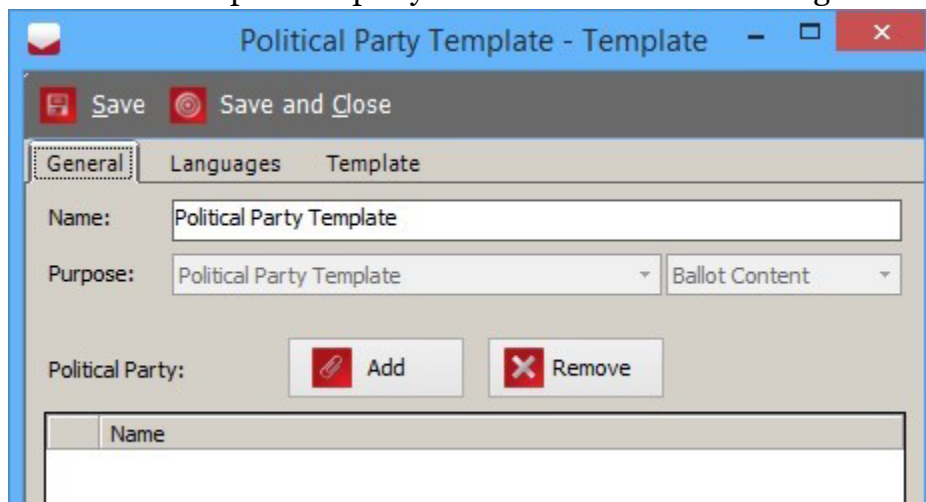 Political Party Template - Template
Save Save and Close
General Languages Template
Name: Political Party Template
Purpose: Political Party Template Ballot Content
Political Party: Add Remove
Name